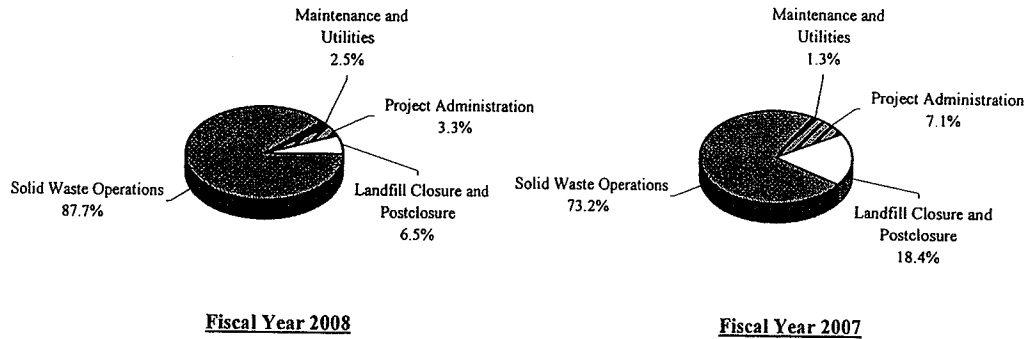 Maintenance and
Utilities
2.5%
Project Administration
3.3%
Solid Waste Operations
87.7%
Landfill Closure and
Postclosure
6.5%
Fiscal Year 2008
Maintenance and
Utilities
1.3%
Project Administration
7.1%
Solid Waste Operations
73.2%
Landfill Closure and
Postclosure
18.4%
Fiscal Year 2007